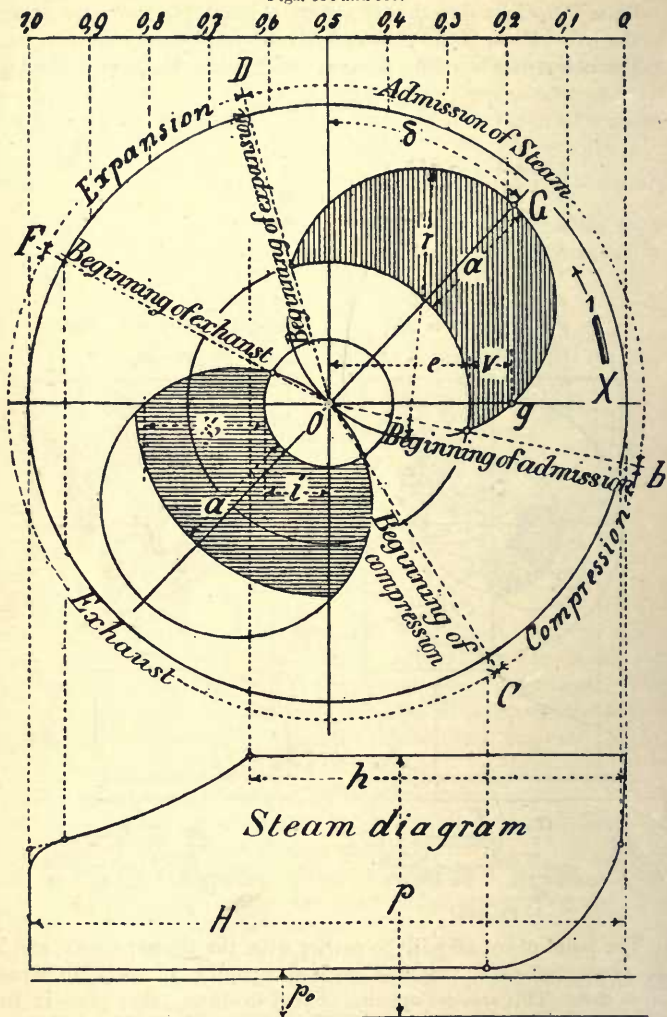 1,0 0,9 0,8 0,7 0,6 0,5 0,4 0,3 0,2 0,1 0
D
Admission of Steam
δ
Expansion
G
F
Beginning of expansion
Beginning of exhaust
r
a
1
X
e
v
O
g
Beginning of admission
b
i
a
Beginning of
compression
Compression
Exhaust
C
h
Steam diagram
H
p
p₀